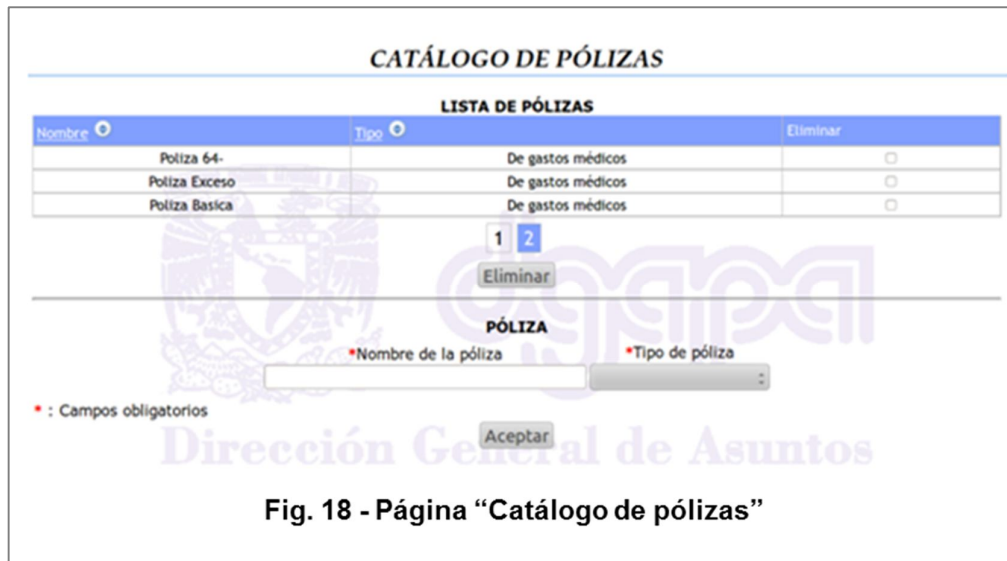 CATÁLOGO DE PÓLIZAS
LISTA DE PÓLIZAS
Nombre Tipo Eliminar
Poliza 64- De gastos médicos
Poliza Exceso De gastos médicos
Poliza Basica De gastos médicos
1 2
Eliminar
dgapa
PÓLIZA
*Nombre de la póliza *Tipo de póliza
* : Campos obligatorios
Aceptar
Dirección General de Asuntos
Fig. 18 - Página “Catálogo de pólizas”